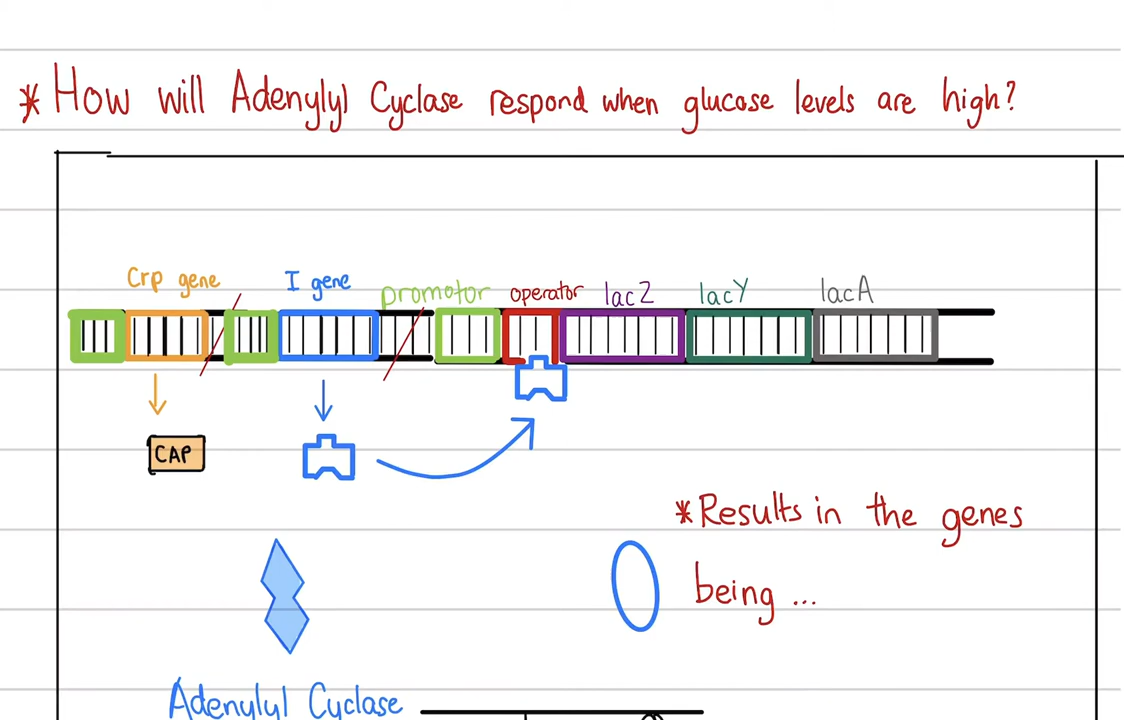 *How will Adenylyl Cyclase respond when glucose levels are high?
Crp gene I gene promotor operator lacZ lacY lacA
CAP
*Results in the genes
being ...
Adenylyl Cyclase